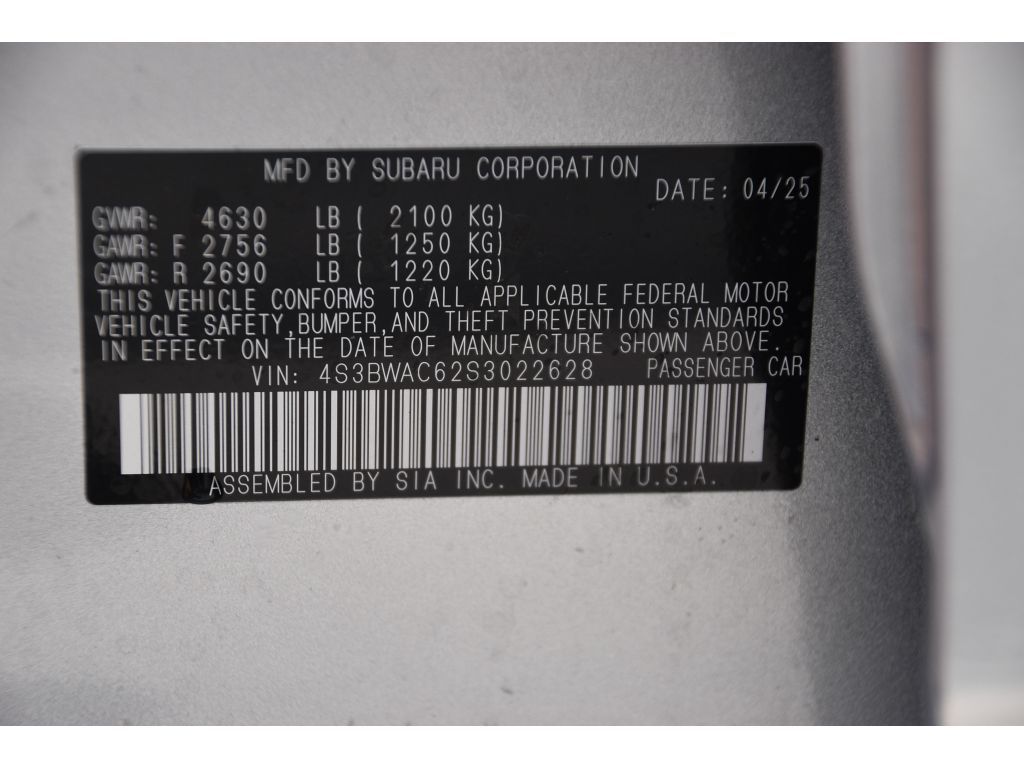 MFD BY SUBARU CORPORATION
DATE: 04/25
GVWR: 4630 LB ( 2100 KG)
GAWR: F 2756 LB ( 1250 KG)
GAWR: R 2690 LB ( 1220 KG)
THIS VEHICLE CONFORMS TO ALL APPLICABLE FEDERAL MOTOR
VEHICLE SAFETY,BUMPER,AND THEFT PREVENTION STANDARDS
IN EFFECT ON THE DATE OF MANUFACTURE SHOWN ABOVE.
VIN: 4S3BWAC62S3022628 PASSENGER CAR
ASSEMBLED BY SIA INC. MADE IN U.S.A.